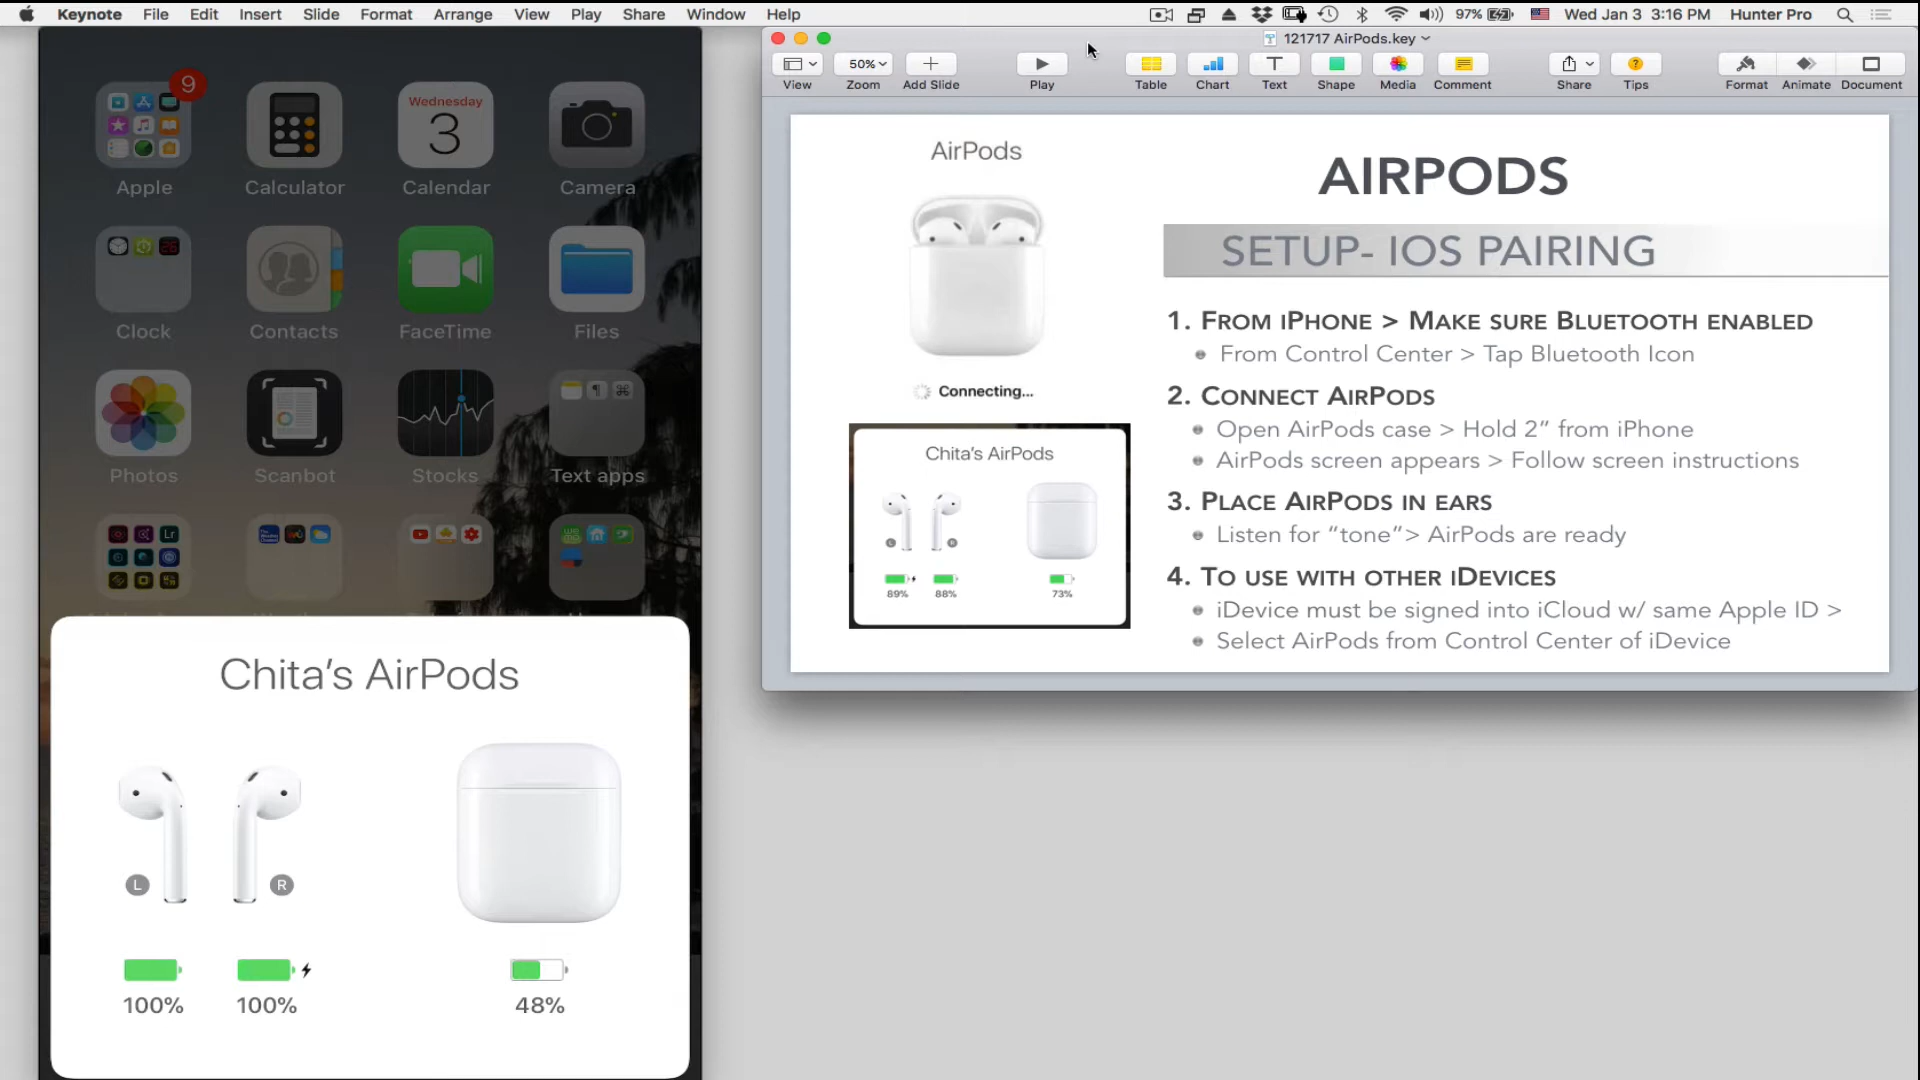 Keynote File Edit Insert Slide Format Arrange View Play Share Window Help
97% Wed Jan 3 3:16 PM Hunter Pro
9
Wednesday
3
Apple Calculator Calendar Camera
Clock Contacts FaceTime Files
Photos Scanbot Stocks Text apps
Lr
Chita's AirPods
L R
100% 100% 48%
121717 AirPods.key
50%
View Zoom Add Slide Play Table Chart Text Shape Media Comment Share Tips Format Animate Document
AirPods
Connecting...
Chita's AirPods
L R
89% 88% 73%
AIRPODS
SETUP- IOS PAIRING
1. FROM iPHONE > MAKE SURE BLUETOOTH ENABLED
• From Control Center > Tap Bluetooth Icon
2. CONNECT AIRPODS
• Open AirPods case > Hold 2” from iPhone
• AirPods screen appears > Follow screen instructions
3. PLACE AIRPODS IN EARS
• Listen for “tone”> AirPods are ready
4. TO USE WITH OTHER iDEVICES
• iDevice must be signed into iCloud w/ same Apple ID >
• Select AirPods from Control Center of iDevice